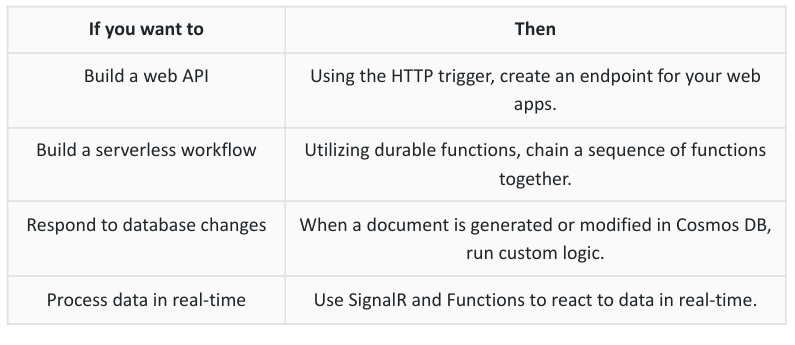 If you want to
Then
Build a web API
Using the HTTP trigger, create an endpoint for your web
apps.
Build a serverless workflow
Utilizing durable functions, chain a sequence of functions
together.
Respond to database changes
When a document is generated or modified in Cosmos DB,
run custom logic.
Process data in real-time
Use SignalR and Functions to react to data in real-time.